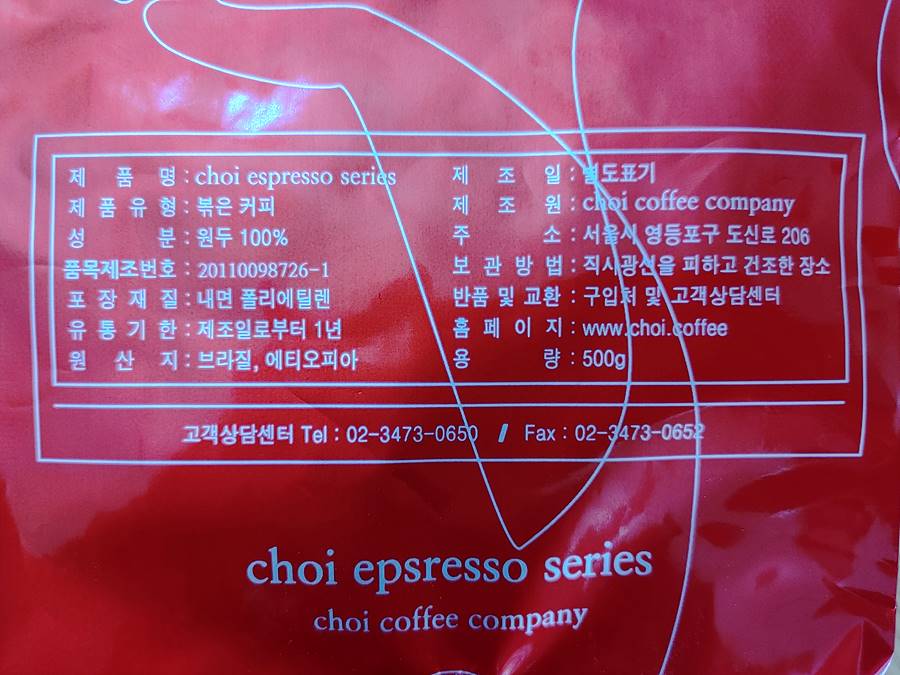 제 품 명 : choi espresso series
제 품 유 형 : 볶은 커피
성 분 : 원두 100%
품목제조번호 : 20110098726-1
포 장 재 질 : 내면 폴리에틸렌
유 통 기 한 : 제조일로부터 1년
원 산 지 : 브라질, 에티오피아
제 조 일 : 별도표기
제 조 원 : choi coffee company
주 소 : 서울시 영등포구 도신로 206
보 관 방 법 : 직사광선을 피하고 건조한 장소
반품 및 교환 : 구입처 및 고객상담센터
홈 페 이 지 : www.choi.coffee
용 량 : 500g
고객상담센터 Tel : 02-3473-0650 / Fax : 02-3473-0652
choi epsresso series
choi coffee company